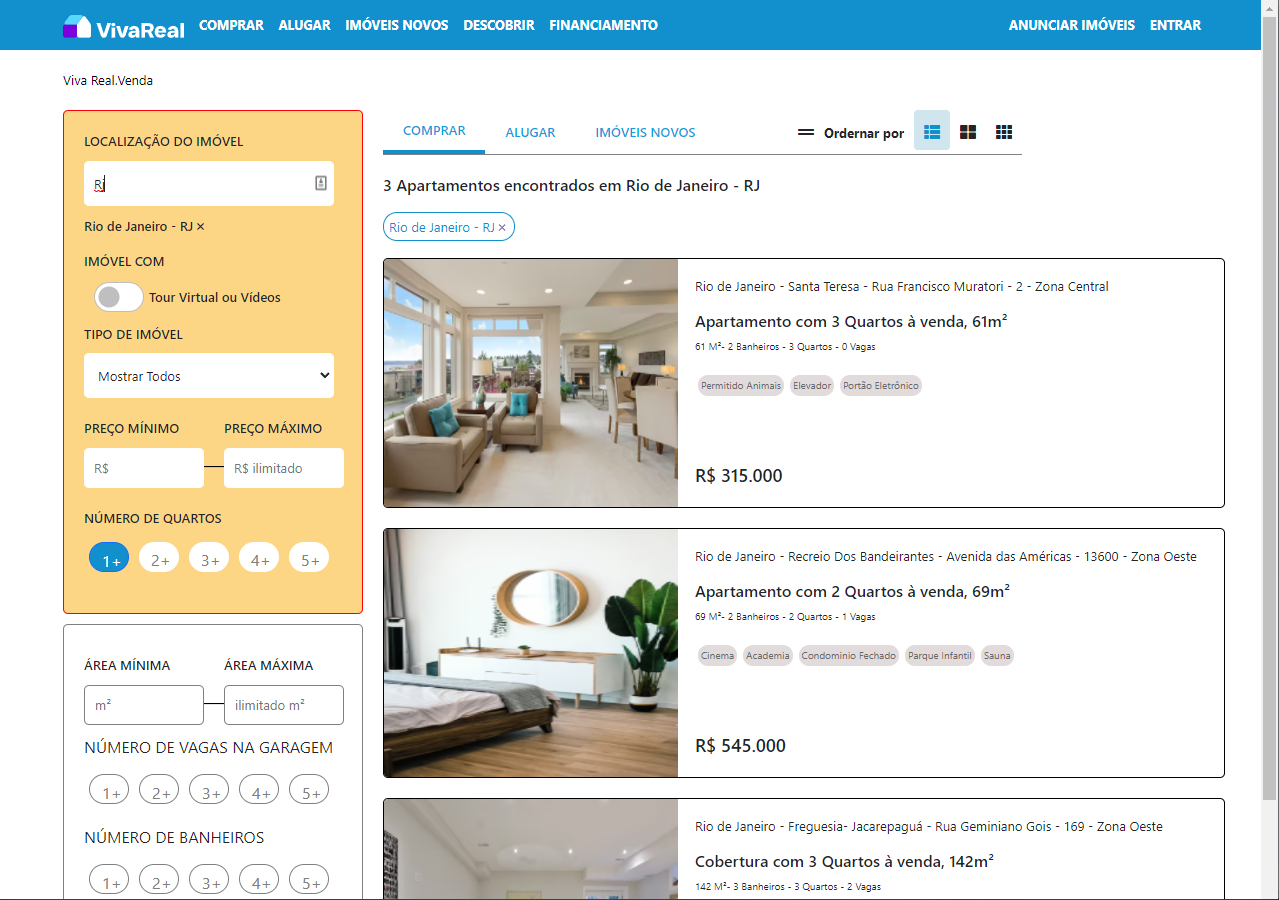 VivaReal COMPRAR ALUGAR IMÓVEIS NOVOS DESCOBRIR FINANCIAMENTO ANUNCIAR IMÓVEIS ENTRAR
Viva Real.Venda
LOCALIZAÇÃO DO IMÓVEL
Rj
Rio de Janeiro - RJ ×
IMÓVEL COM
Tour Virtual ou Vídeos
TIPO DE IMÓVEL
Mostrar Todos
PREÇO MÍNIMO PREÇO MÁXIMO
R$ R$ ilimitado
NÚMERO DE QUARTOS
1+ 2+ 3+ 4+ 5+
ÁREA MÍNIMA ÁREA MÁXIMA
m² ilimitado m²
NÚMERO DE VAGAS NA GARAGEM
1+ 2+ 3+ 4+ 5+
NÚMERO DE BANHEIROS
1+ 2+ 3+ 4+ 5+
COMPRAR ALUGAR IMÓVEIS NOVOS Ordernar por
3 Apartamentos encontrados em Rio de Janeiro - RJ
Rio de Janeiro - RJ ×
Rio de Janeiro - Santa Teresa - Rua Francisco Muratori - 2 - Zona Central
Apartamento com 3 Quartos à venda, 61m²
61 M²- 2 Banheiros - 3 Quartos - 0 Vagas
Permitido Animais Elevador Portão Eletrônico
R$ 315.000
Rio de Janeiro - Recreio Dos Bandeirantes - Avenida das Américas - 13600 - Zona Oeste
Apartamento com 2 Quartos à venda, 69m²
69 M²- 2 Banheiros - 2 Quartos - 1 Vagas
Cinema Academia Condominio Fechado Parque Infantil Sauna
R$ 545.000
Rio de Janeiro - Freguesia- Jacarepaguá - Rua Geminiano Gois - 169 - Zona Oeste
Cobertura com 3 Quartos à venda, 142m²
142 M²- 3 Banheiros - 3 Quartos - 2 Vagas